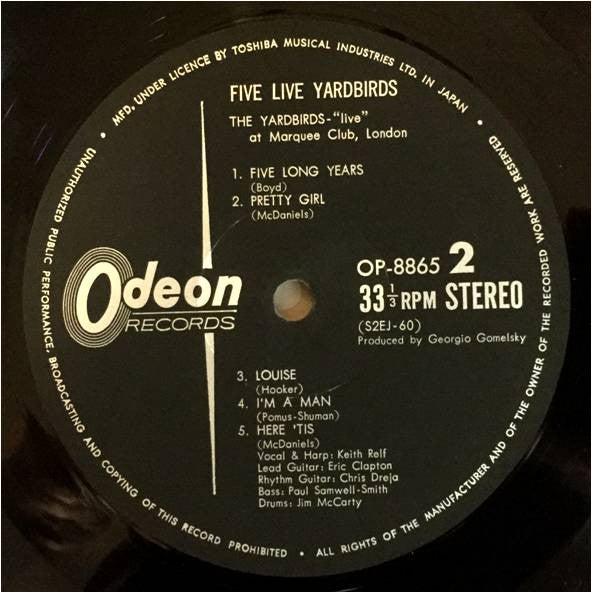 MFD. UNDER LICENCE BY TOSHIBA MUSICAL INDUSTRIES LTD. IN JAPAN •
UNAUTHORIZED PUBLIC PERFORMANCE, BROADCASTING AND COPYING OF THIS RECORD PROHIBITED •
ALL RIGHTS OF THE MANUFACTURER AND OF THE OWNER OF THE RECORDED WORK ARE RESERVED
FIVE LIVE YARDBIRDS
THE YARDBIRDS-"live"
at Marquee Club, London
1. FIVE LONG YEARS
(Boyd)
2. PRETTY GIRL
(McDaniels)
Odeon
RECORDS
OP-8865 2
33 1/3 RPM STEREO
(S2EJ-60)
Produced by Georgio Gomelsky
3. LOUISE
(Hooker)
4. I'M A MAN
(Pomus-Shuman)
5. HERE 'TIS
(McDaniels)
Vocal & Harp: Keith Relf
Lead Guitar: Eric Clapton
Rhythm Guitar: Chris Dreja
Bass: Paul Samwell-Smith
Drums: Jim McCarty